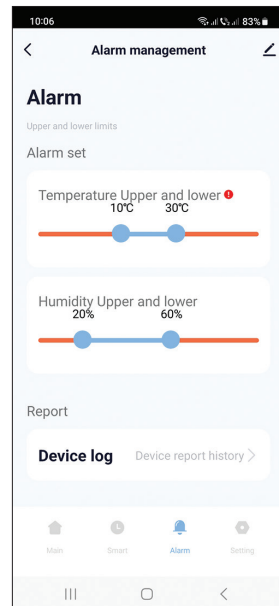 10:06 83%
Alarm management
Alarm
Upper and lower limits
Alarm set
Temperature Upper and lower
10℃ 30℃
Humidity Upper and lower
20% 60%
Report
Device log Device report history >
Main Smart Alarm Setting